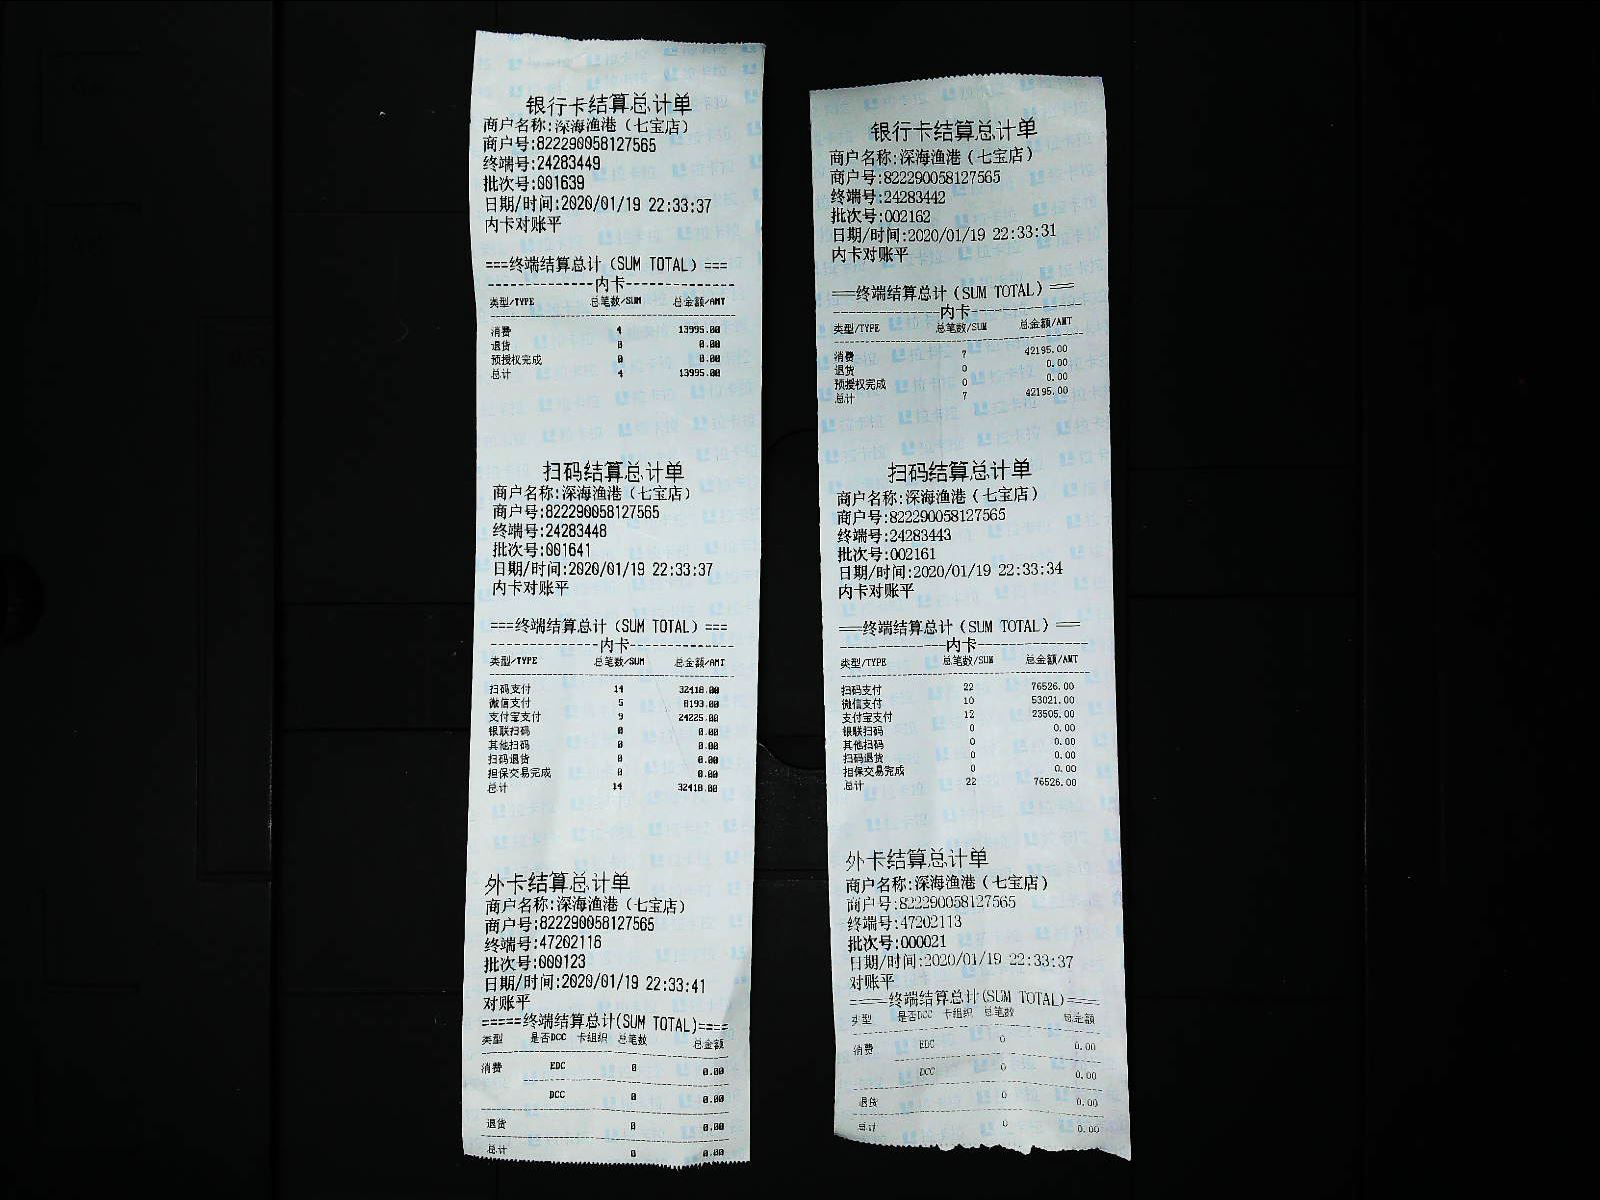 银行卡结算总计单
商户名称:深海渔港（七宝店）
商户号:822290058127565
终端号:24283449
批次号:001639
日期/时间:2020/01/19 22:33:37
内卡对账平
===终端结算总计（SUM TOTAL）===
---------------内卡---------------
类型/TYPE 总笔数/SUM 总金额/AMT
消费 4 13995.00
退货 0 0.00
预授权完成 0 0.00
总计 4 13995.00
扫码结算总计单
商户名称:深海渔港（七宝店）
商户号:822290058127565
终端号:24283448
批次号:001641
日期/时间:2020/01/19 22:33:37
内卡对账平
===终端结算总计（SUM TOTAL）===
---------------内卡---------------
类型/TYPE 总笔数/SUM 总金额/AMT
扫码支付 14 32418.00
微信支付 5 8193.00
支付宝支付 9 24225.00
银联扫码 0 0.00
其他扫码 0 0.00
扫码退货 0 0.00
担保交易完成 0 0.00
总计 14 32418.00
外卡结算总计单
商户名称:深海渔港（七宝店）
商户号:822290058127565
终端号:47202116
批次号:000123
日期/时间:2020/01/19 22:33:41
对账平
=====终端结算总计(SUM TOTAL)====
类型 是否DCC 卡组织 总笔数 总金额
消费 EDC 0 0.00
DCC 0 0.00
退货 0 0.00
总计 0 0.00
银行卡结算总计单
商户名称:深海渔港（七宝店）
商户号:822290058127565
终端号:24283442
批次号:002162
日期/时间:2020/01/19 22:33:31
内卡对账平
===终端结算总计（SUM TOTAL）===
---------------内卡---------------
类型/TYPE 总笔数/SUM 总金额/AMT
消费 7 42195.00
退货 0 0.00
预授权完成 0 0.00
总计 7 42195.00
扫码结算总计单
商户名称:深海渔港（七宝店）
商户号:822290058127565
终端号:24283443
批次号:002161
日期/时间:2020/01/19 22:33:34
内卡对账平
===终端结算总计（SUM TOTAL）===
---------------内卡---------------
类型/TYPE 总笔数/SUM 总金额/AMT
扫码支付 22 76526.00
微信支付 10 53021.00
支付宝支付 12 23505.00
银联扫码 0 0.00
其他扫码 0 0.00
扫码退货 0 0.00
担保交易完成 0 0.00
总计 22 76526.00
外卡结算总计单
商户名称:深海渔港（七宝店）
商户号:822290058127565
终端号:47202113
批次号:000021
日期/时间:2020/01/19 22:33:37
对账平
=====终端结算总计(SUM TOTAL)====
类型 是否DCC 卡组织 总笔数 总金额
消费 EDC 0 0.00
DCC 0 0.00
退货 0 0.00
总计 0 0.00